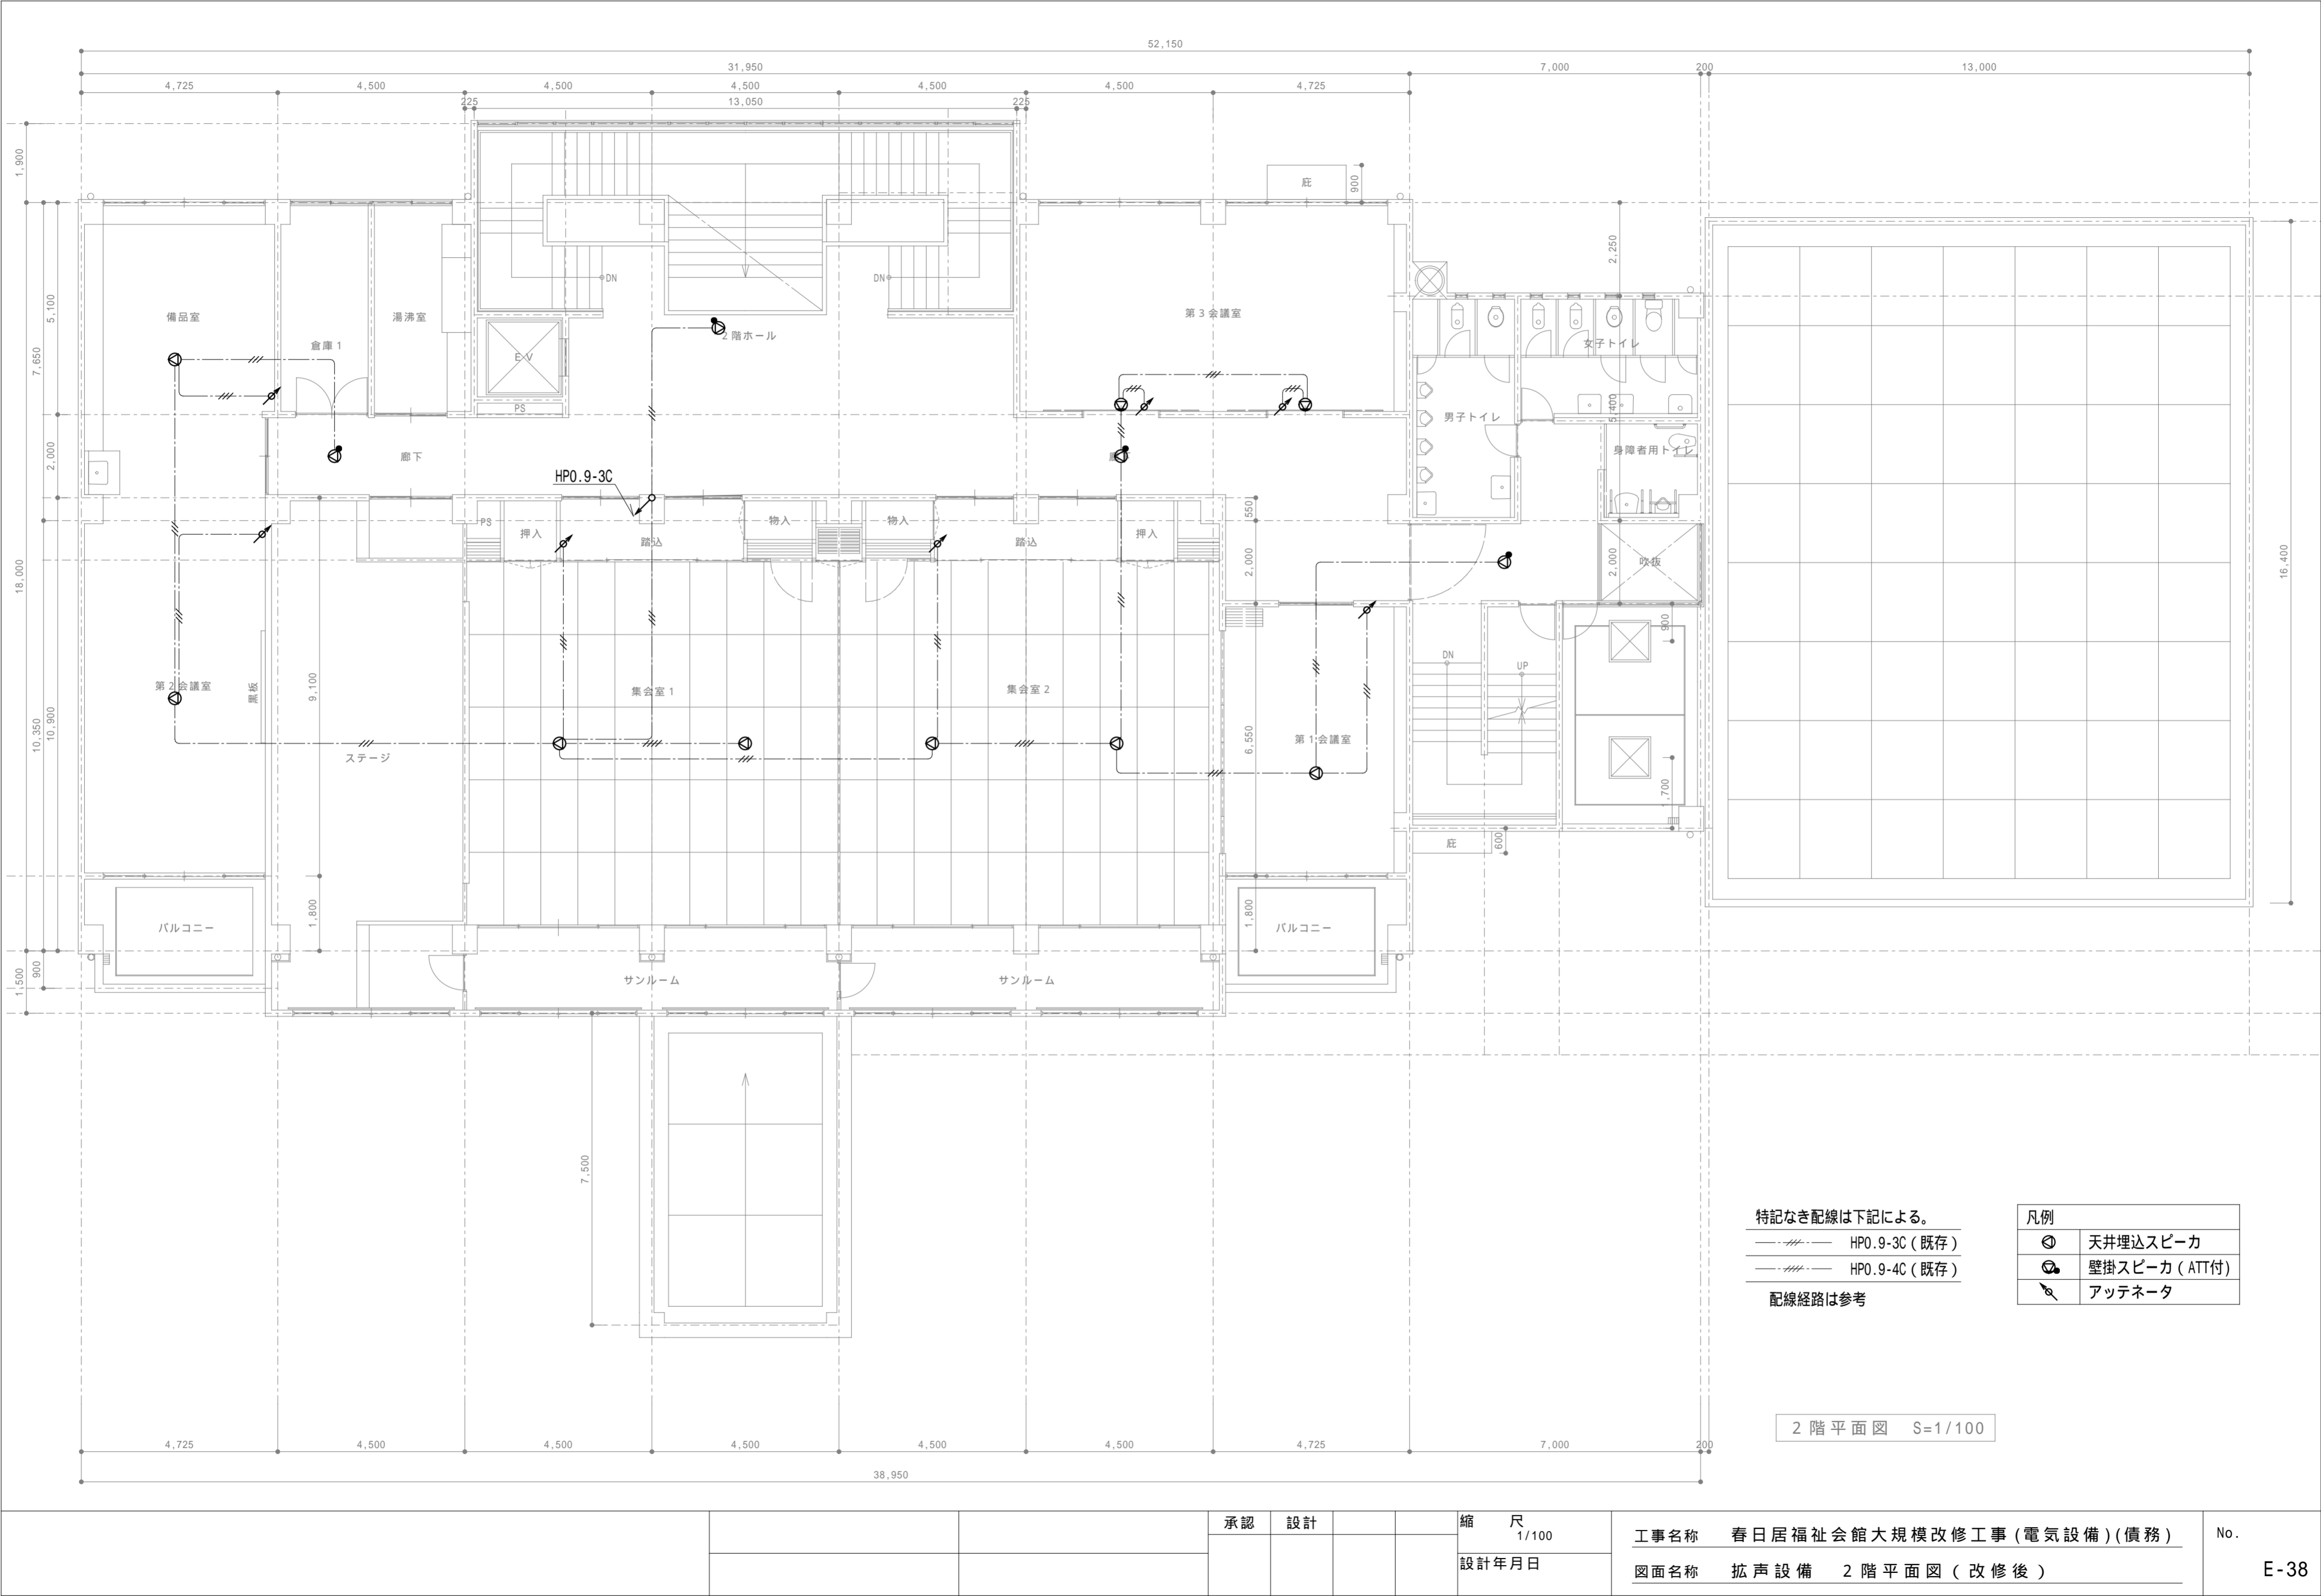 52,150
31,950 7,000 200 13,000
4,725 4,500 4,500 4,500 4,500 4,500 4,725
225 13,050 225
1,900
庇 900
DN DN
2,250
5,100
7,650
備品室 湯沸室 倉庫1
2階ホール
第3会議室
女子トイレ
EV
PS
5,400
男子トイレ
2,000
廊下
身障者用トイレ
HP0.9-3C
PS 押入 踏込 物入 物入 踏込 押入
550
2,000
2,000
吹抜
18,000
16,400
900
DN UP
第2会議室 黒板 9,100
集会室1 集会室2
10,350
10,900
ステージ
6,550
第1会議室
1,700
庇 600
1,800
1,800
バルコニー バルコニー
900
1,500
サンルーム サンルーム
7,500
特記なき配線は下記による。
HP0.9-3C(既存)
HP0.9-4C(既存)
配線経路は参考
凡例
天井埋込スピーカ
壁掛スピーカ(ATT付)
アッテネータ
2階平面図 S=1/100
4,725 4,500 4,500 4,500 4,500 4,500 4,725 7,000 200
38,950
承認 設計
縮 尺
1/100
設計年月日
工事名称 春日居福祉会館大規模改修工事(電気設備)(債務)
図面名称 拡声設備 2階平面図(改修後)
No.
E-38